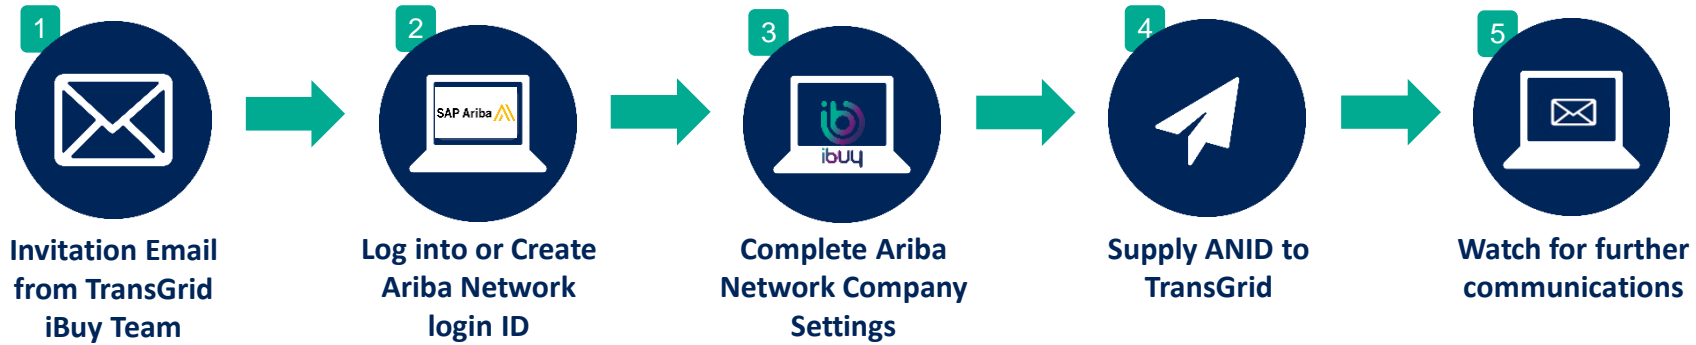 1
Invitation Email
from TransGrid
iBuy Team
2
SAP Ariba
Log into or Create
Ariba Network
login ID
3
ib
ibuy
Complete Ariba
Network Company
Settings
4
Supply ANID to
TransGrid
5
Watch for further
communications